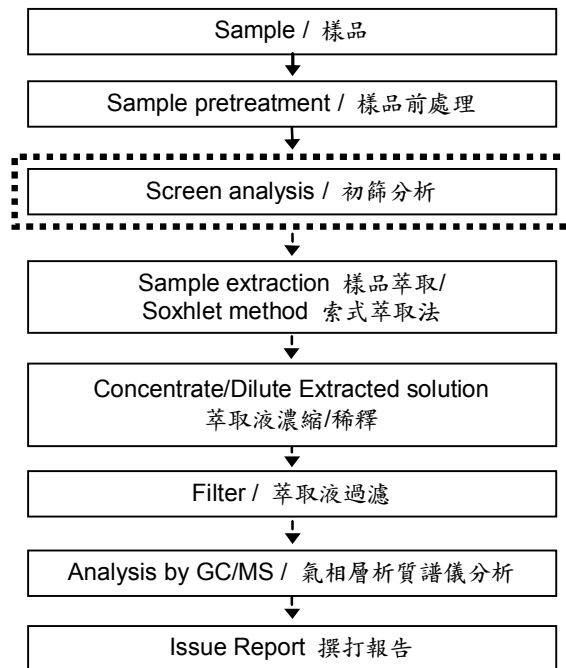 Sample / 樣品
Sample pretreatment / 樣品前處理
Screen analysis / 初篩分析
Sample extraction 樣品萃取/
Soxhlet method 索式萃取法
Concentrate/Dilute Extracted solution
萃取液濃縮/稀釋
Filter / 萃取液過濾
Analysis by GC/MS / 氣相層析質譜儀分析
Issue Report 撰打報告